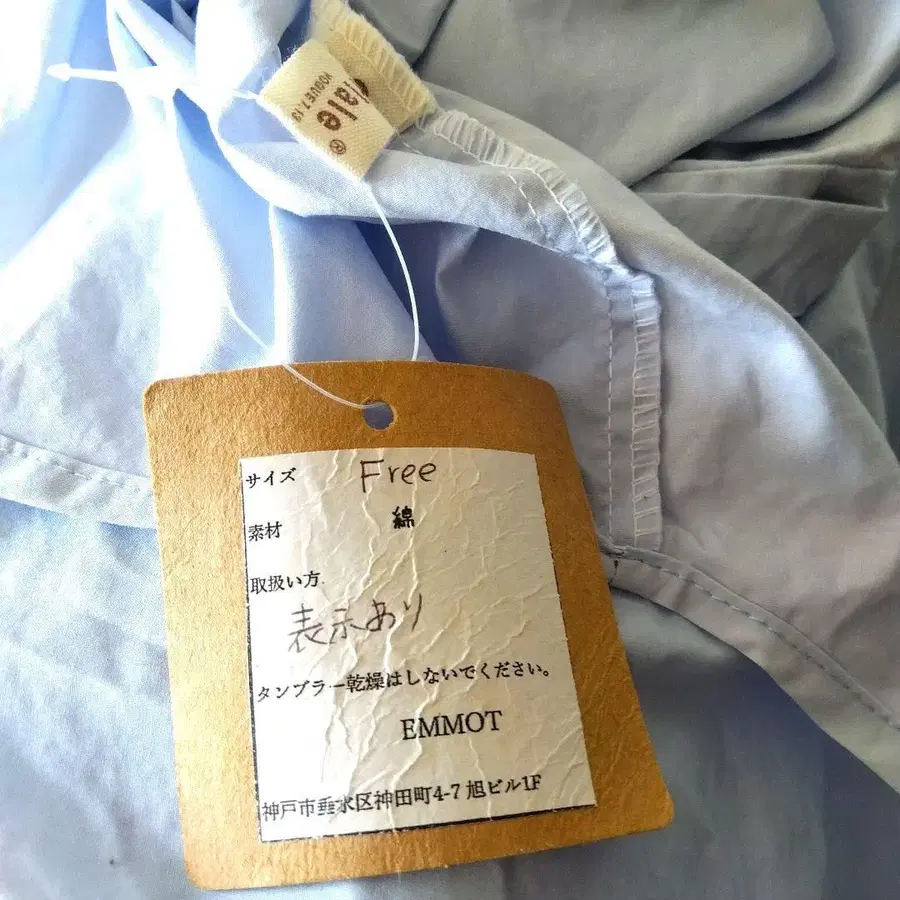 dale
®
サイズ Free
素材 綿
取扱い方
表示あり
タンブラー乾燥はしないでください。
EMMOT
神戸市垂水区神田町4-7 旭ビル1F